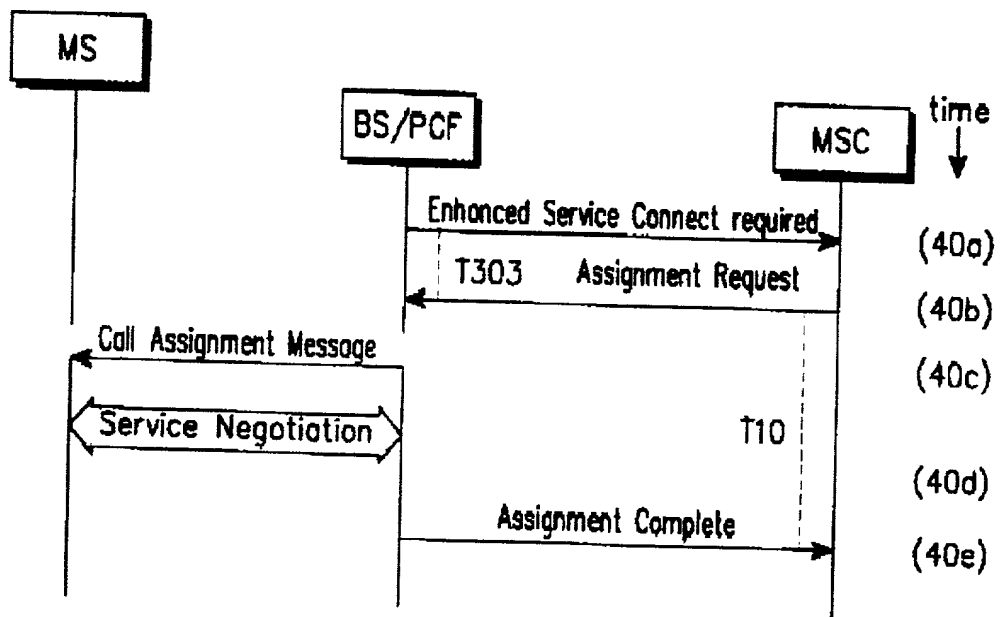 MS
BS/PCF
MSC
time
Enhonced Service Connect required
(40a)
T303
Assignment Request
(40b)
Call Assignment Message
(40c)
Service Negotiation
T10
(40d)
Assignment Complete
(40e)